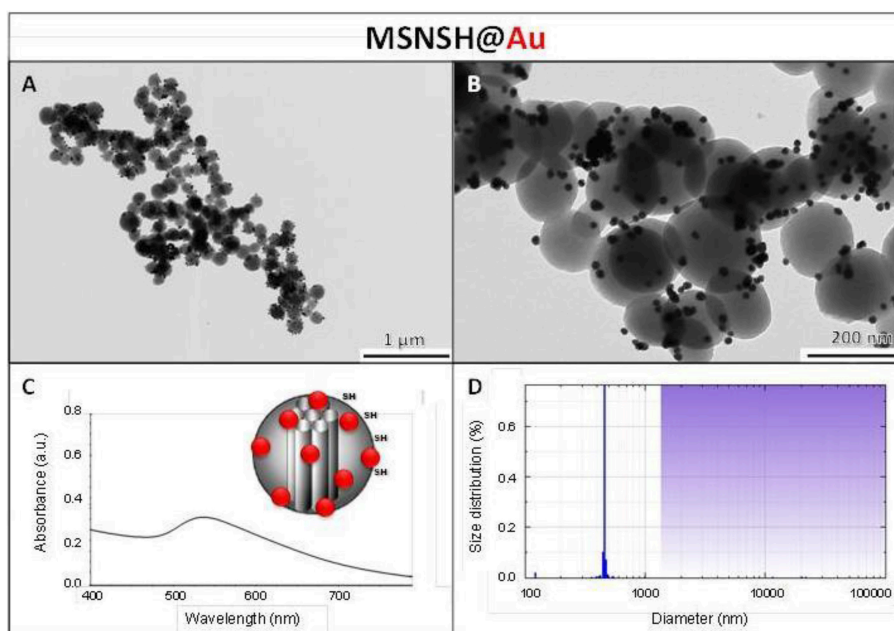 MSNSH@Au
A
1 μm
B
200 nm
C
Absorbance (a.u.)
0.8
0.6
0.4
0.2
0.0
400
500
600
700
Wavelength (nm)
SH
SH
SH
SH
D
Size distribution (%)
0.6
0.4
0.2
0.0
100
1000
10000
100000
Diameter (nm)